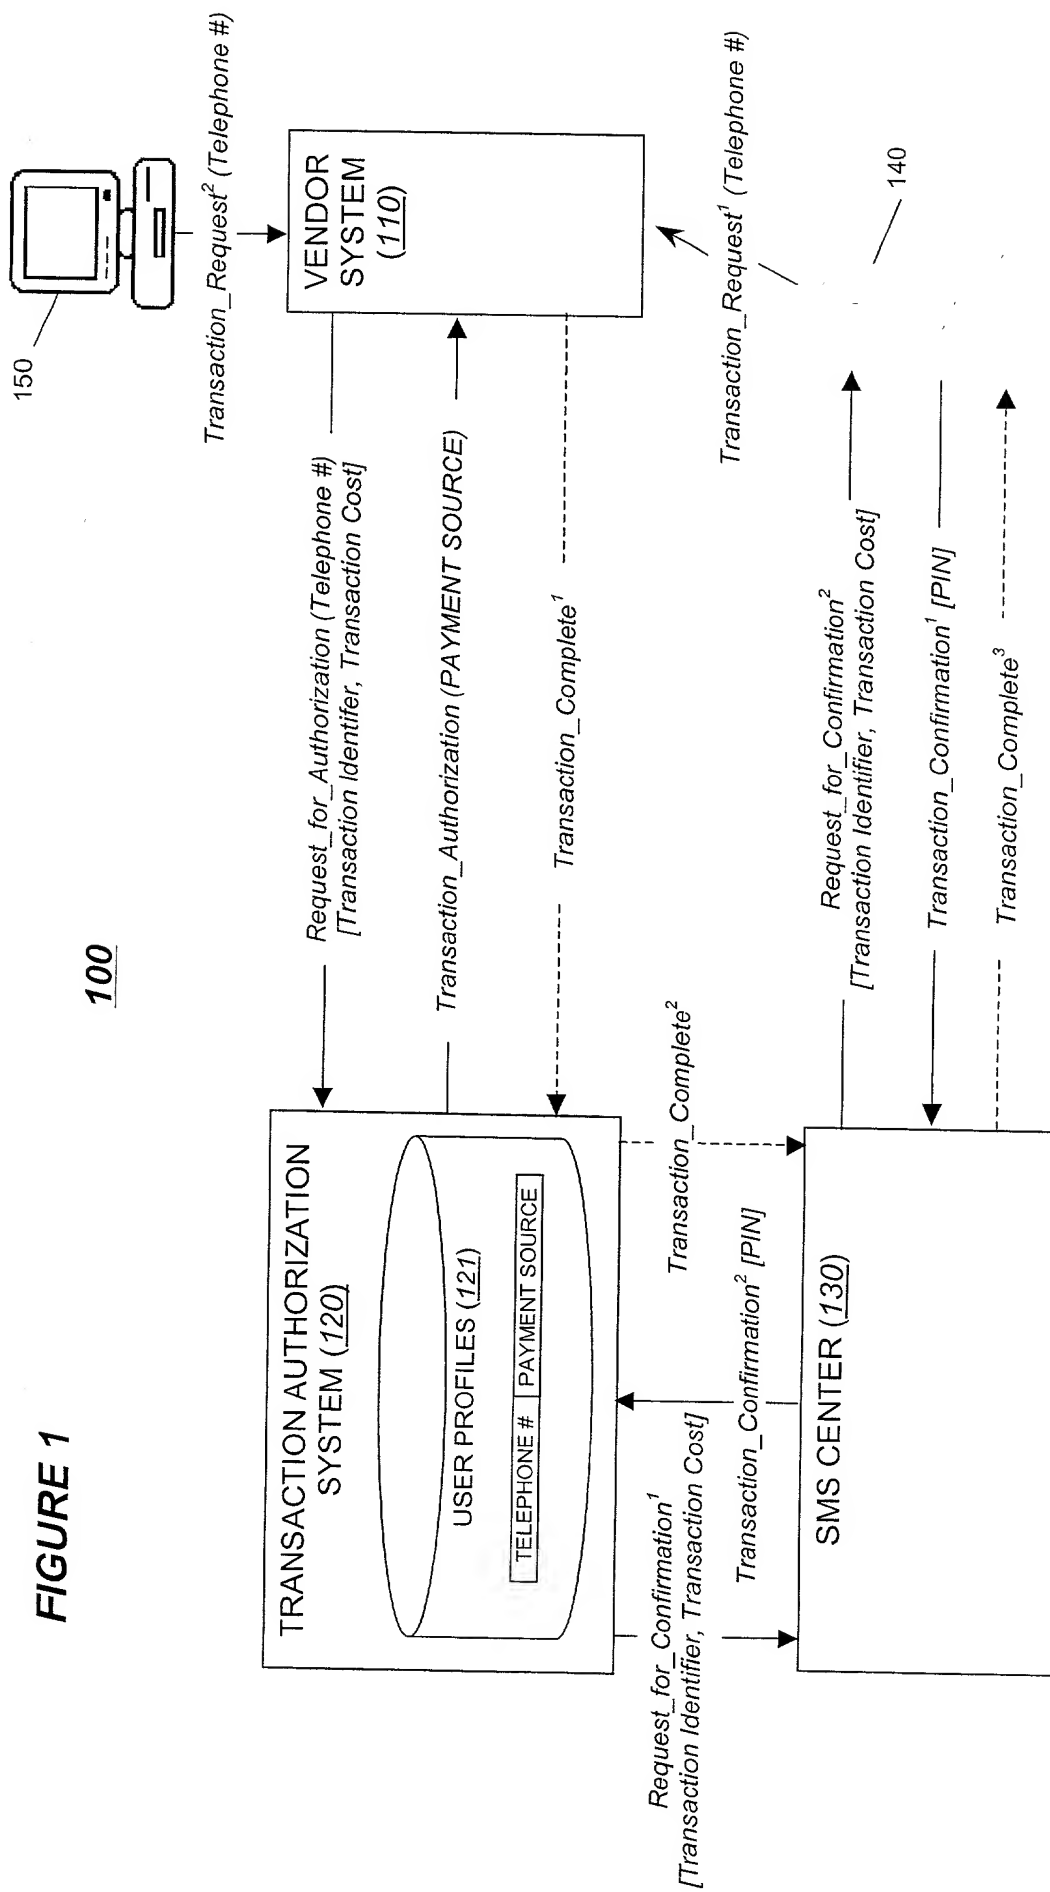 FIGURE 1
100
150
Transaction_Request² (Telephone #)
TRANSACTION AUTHORIZATION
SYSTEM (120)
USER PROFILES (121)
TELEPHONE #
PAYMENT SOURCE
Request_for_Authorization (Telephone #)
[Transaction Identifer, Transaction Cost]
Transaction_Authorization (PAYMENT SOURCE)
Transaction_Complete¹
VENDOR
SYSTEM
(110)
Request_for_Confirmation¹
[Transaction Identifier, Transaction Cost]
Transaction_Confirmation² [PIN]
Transaction_Complete²
Transaction_Request¹ (Telephone #)
140
SMS CENTER (130)
Request_for_Confirmation²
[Transaction Identifier, Transaction Cost]
Transaction_Confirmation¹ [PIN]
Transaction_Complete³